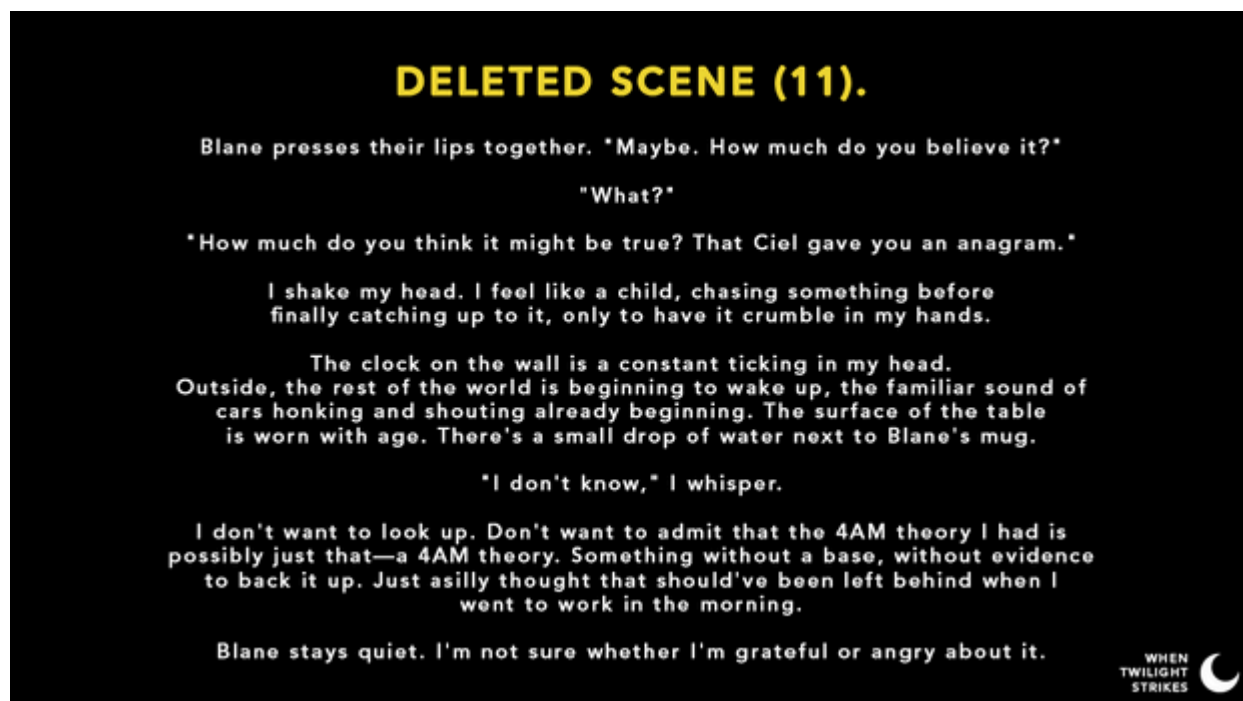 DELETED SCENE (11).
Blane presses their lips together. "Maybe. How much do you believe it?"
"What?"
"How much do you think it might be true? That Ciel gave you an anagram."
I shake my head. I feel like a child, chasing something before
finally catching up to it, only to have it crumble in my hands.
The clock on the wall is a constant ticking in my head.
Outside, the rest of the world is beginning to wake up, the familiar sound of
cars honking and shouting already beginning. The surface of the table
is worn with age. There's a small drop of water next to Blane's mug.
"I don't know," I whisper.
I don't want to look up. Don't want to admit that the 4AM theory I had is
possibly just that—a 4AM theory. Something without a base, without evidence
to back it up. Just asilly thought that should've been left behind when I
went to work in the morning.
Blane stays quiet. I'm not sure whether I'm grateful or angry about it.
WHEN
TWILIGHT
STRIKES